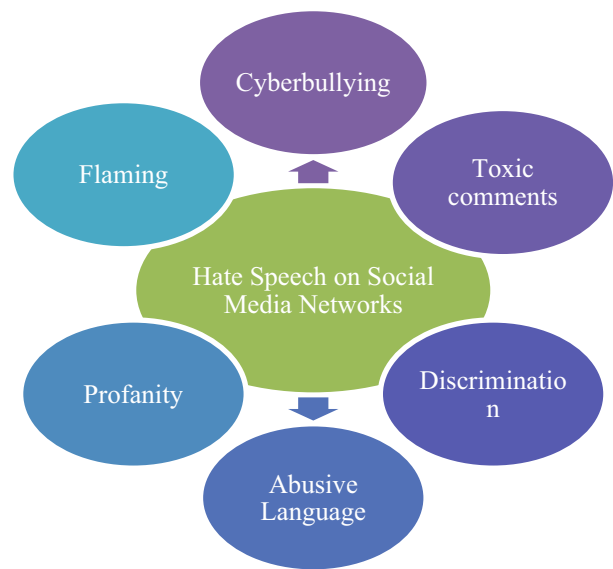 Cyberbullying
Flaming
Toxic
comments
Hate Speech on Social
Media Networks
Profanity
Discriminatio
n
Abusive
Language